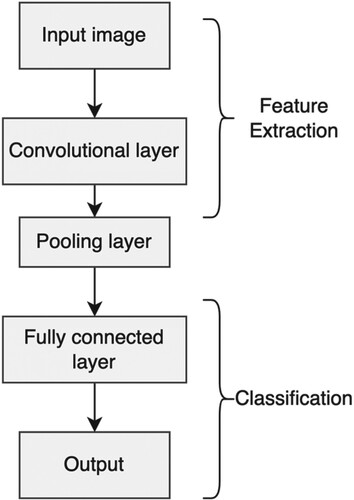 Input image
Feature
Extraction
Convolutional layer
Pooling layer
Fully connected
layer
Classification
Output